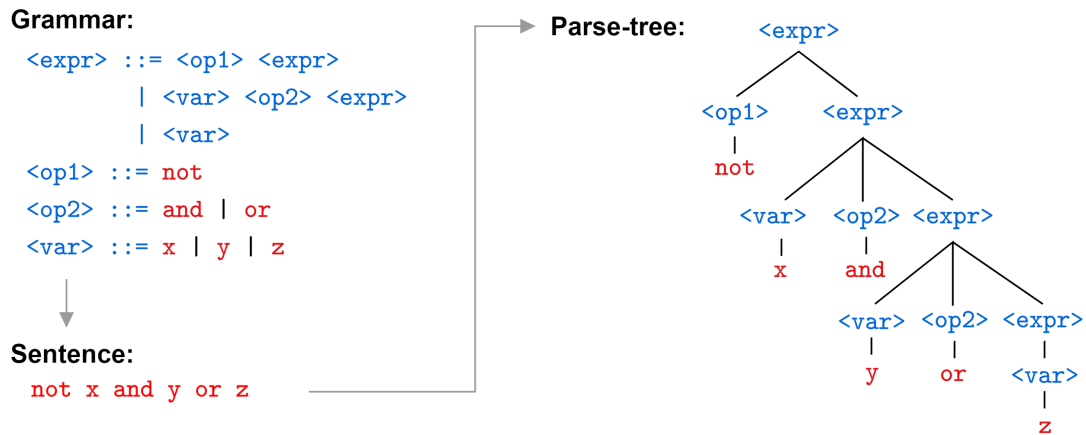 Grammar:
<expr> ::= <op1> <expr>
| <var> <op2> <expr>
| <var>
<op1> ::= not
<op2> ::= and | or
<var> ::= x | y | z
Sentence:
not x and y or z
Parse-tree:
<expr>
<op1> <expr>
not
<var> <op2> <expr>
x and
<var> <op2> <expr>
y or <var>
z